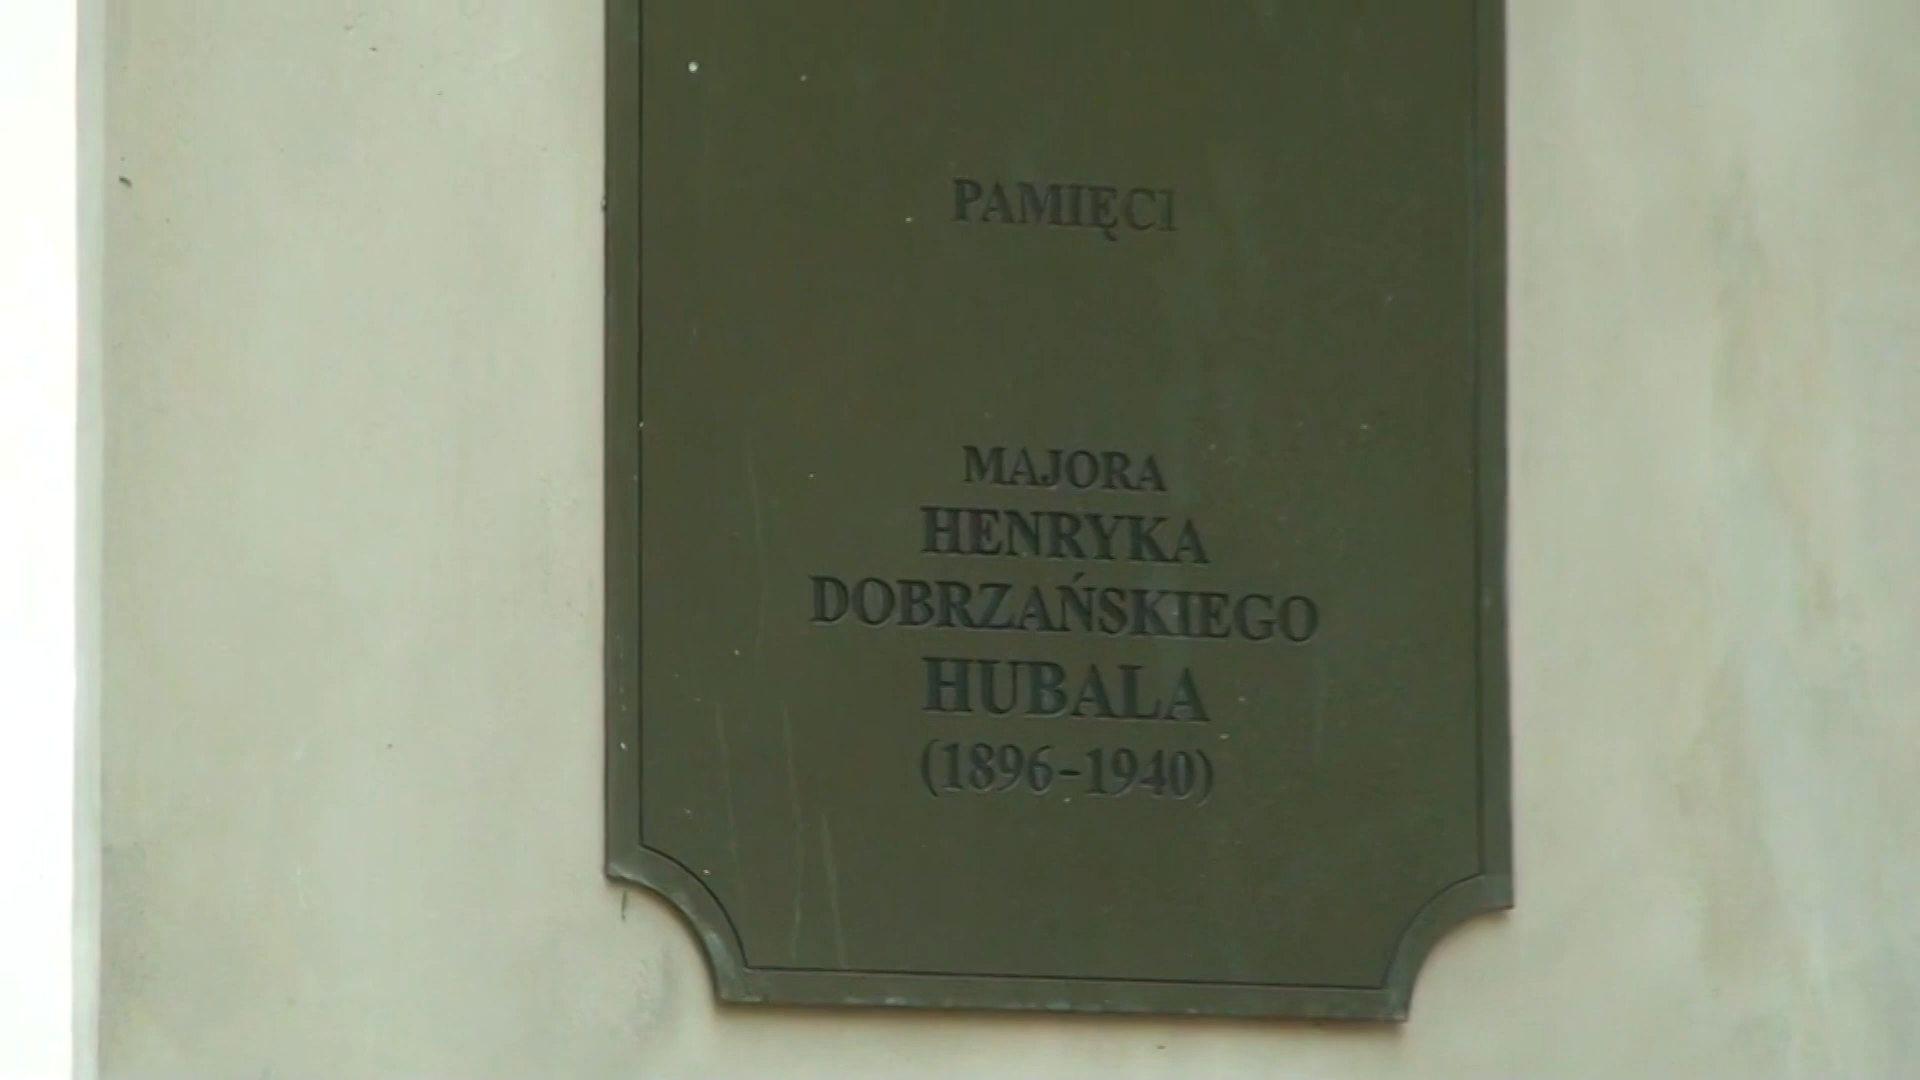 PAMIĘCI
MAJORA
HENRYKA
DOBRZAŃSKIEGO
HUBALA
(1896-1940)